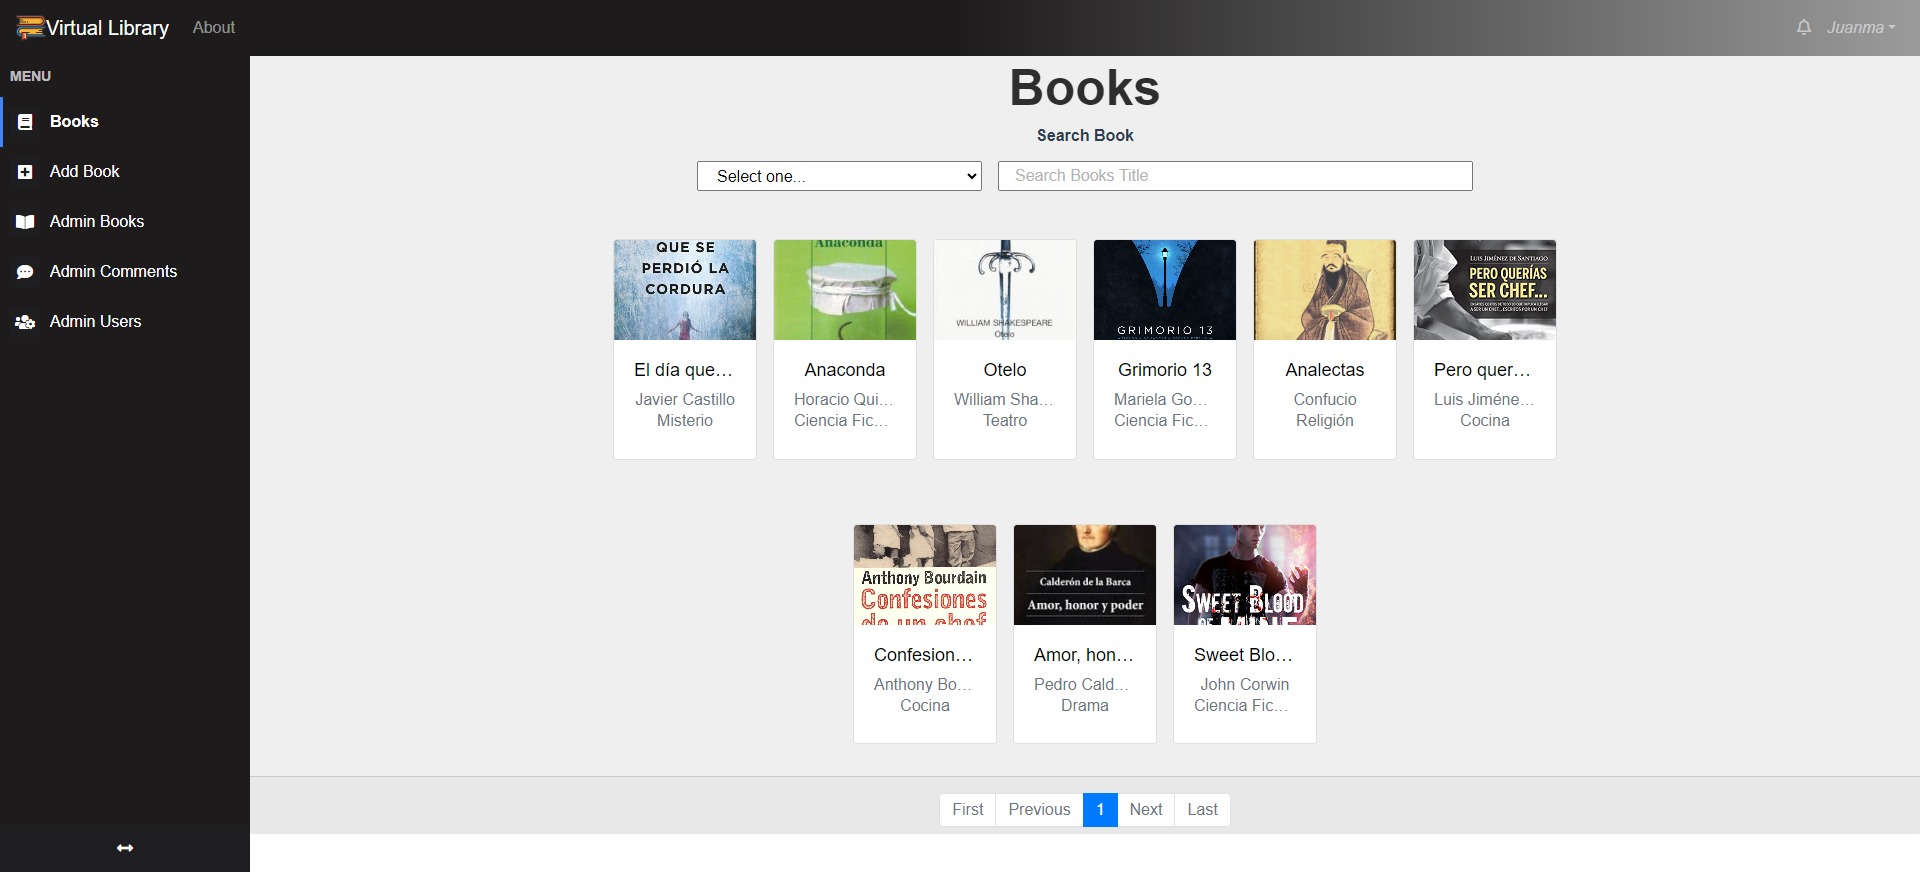 Virtual Library
About
Juanma
MENU
Books
Add Book
Admin Books
Admin Comments
Admin Users
Books
Search Book
Select one...
Search Books Title
QUE SE
PERDIÓ LA
CORDURA
El día que...
Javier Castillo
Misterio
Anaconda
Anaconda
Horacio Qui...
Ciencia Fic...
WILLIAM SHAKESPEARE
Otelo
Otelo
William Sha...
Teatro
GRIMORIO 13
Grimorio 13
Mariela Go...
Ciencia Fic...
Analectas
Confucio
Religión
LUIS JIMÉNEZ DE SANTIAGO
PERO QUERÍAS
SER CHEF...
Pero quer...
Luis Jiméne...
Cocina
Anthony Bourdain
Confesiones
de un chef
Confesion...
Anthony Bo...
Cocina
Calderón de la Barca
Amor, honor y poder
Amor, hon...
Pedro Cald...
Drama
SWEET BLOOD
Sweet Blo...
John Corwin
Ciencia Fic...
First
Previous
1
Next
Last